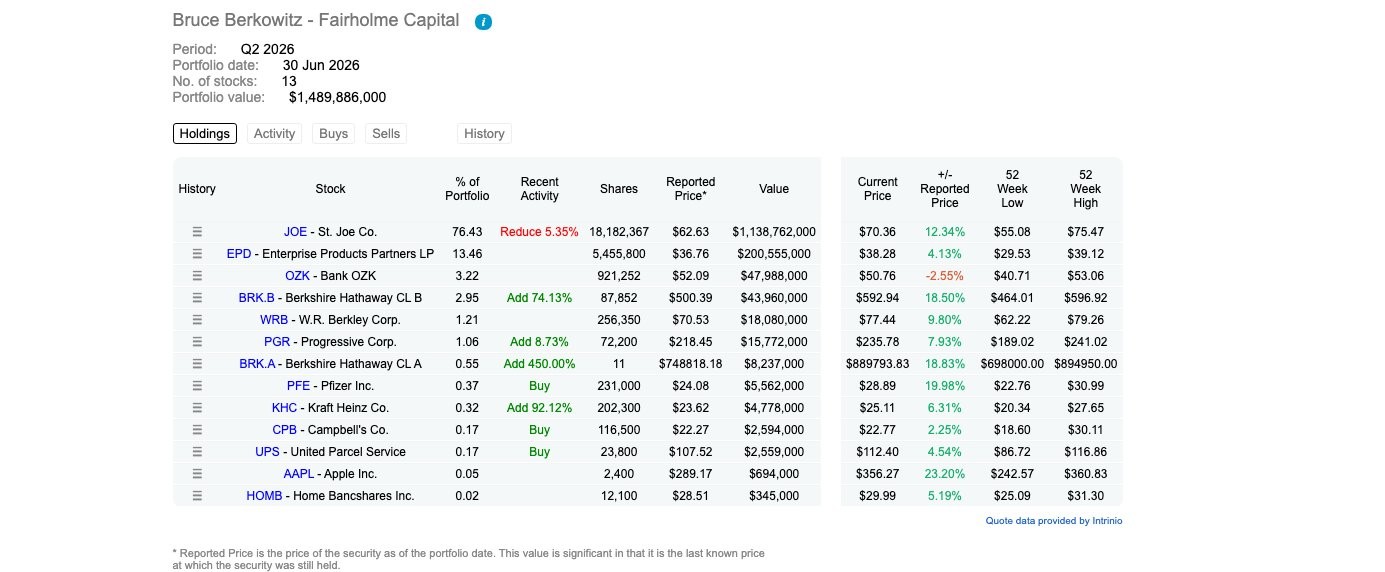 Bruce Berkowitz - Fairholme Capital i
Period: Q2 2026
Portfolio date: 30 Jun 2026
No. of stocks: 13
Portfolio value: $1,489,886,000
Holdings Activity Buys Sells History
History Stock % of Portfolio Recent Activity Shares Reported Price* Value Current Price +/- Reported Price 52 Week Low 52 Week High
JOE - St. Joe Co. 76.43 Reduce 5.35% 18,182,367 $62.63 $1,138,762,000 $70.36 12.34% $55.08 $75.47
EPD - Enterprise Products Partners LP 13.46 5,455,800 $36.76 $200,555,000 $38.28 4.13% $29.53 $39.12
OZK - Bank OZK 3.22 921,252 $52.09 $47,988,000 $50.76 -2.55% $40.71 $53.06
BRK.B - Berkshire Hathaway CL B 2.95 Add 74.13% 87,852 $500.39 $43,960,000 $592.94 18.50% $464.01 $596.92
WRB - W.R. Berkley Corp. 1.21 256,350 $70.53 $18,080,000 $77.44 9.80% $62.22 $79.26
PGR - Progressive Corp. 1.06 Add 8.73% 72,200 $218.45 $15,772,000 $235.78 7.93% $189.02 $241.02
BRK.A - Berkshire Hathaway CL A 0.55 Add 450.00% 11 $748818.18 $8,237,000 $889793.83 18.83% $698000.00 $894950.00
PFE - Pfizer Inc. 0.37 Buy 231,000 $24.08 $5,562,000 $28.89 19.98% $22.76 $30.99
KHC - Kraft Heinz Co. 0.32 Add 92.12% 202,300 $23.62 $4,778,000 $25.11 6.31% $20.34 $27.65
CPB - Campbell's Co. 0.17 Buy 116,500 $22.27 $2,594,000 $22.77 2.25% $18.60 $30.11
UPS - United Parcel Service 0.17 Buy 23,800 $107.52 $2,559,000 $112.40 4.54% $86.72 $116.86
AAPL - Apple Inc. 0.05 2,400 $289.17 $694,000 $356.27 23.20% $242.57 $360.83
HOMB - Home Bancshares Inc. 0.02 12,100 $28.51 $345,000 $29.99 5.19% $25.09 $31.30
Quote data provided by Intrinio
* Reported Price is the price of the security as of the portfolio date. This value is significant in that it is the last known price
at which the security was still held.